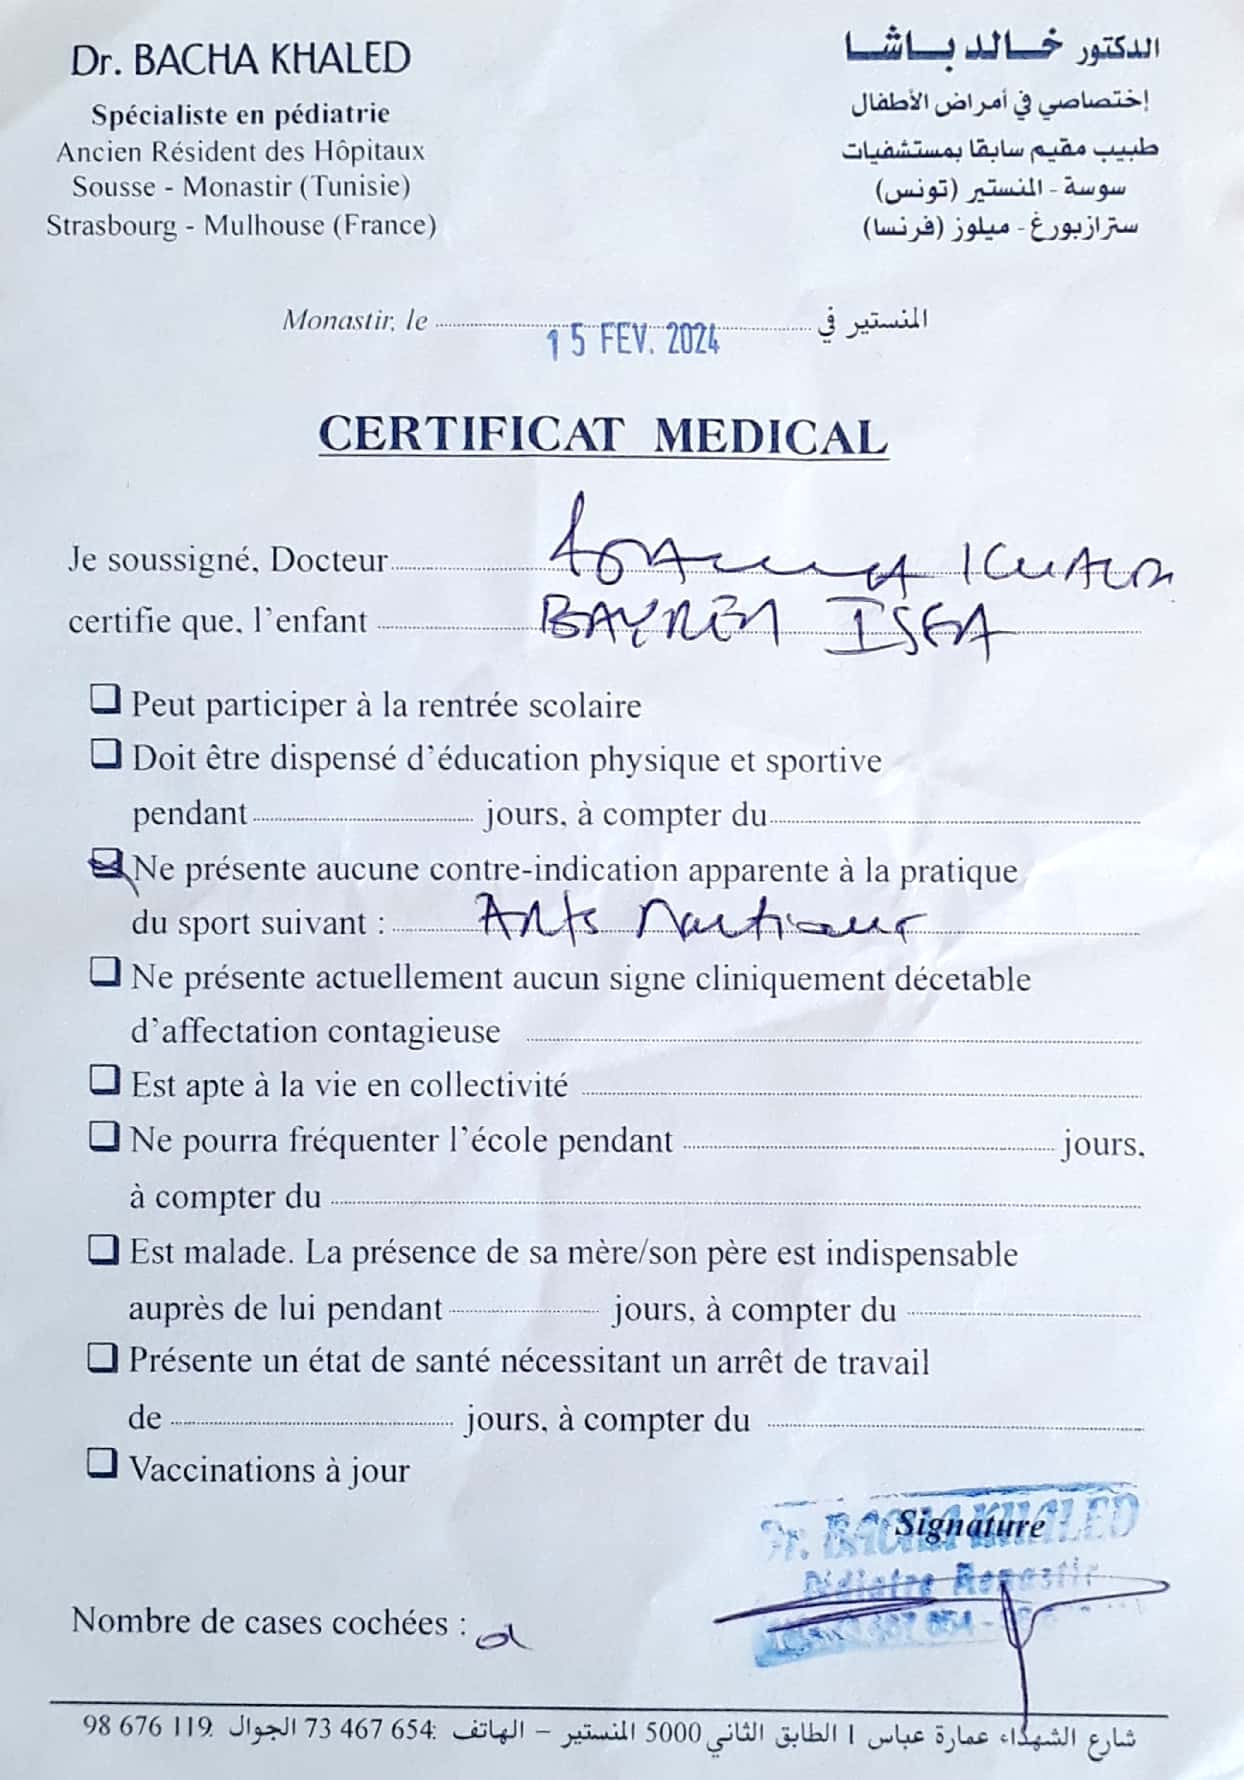 Dr. BACHA KHALED
Spécialiste en pédiatrie
Ancien Résident des Hôpitaux
Sousse - Monastir (Tunisie)
Strasbourg - Mulhouse (France)
الدكتور خالد باشا
إختصاصي في أمراض الأطفال
طبيب مقيم سابقا بمستشفيات
سوسة - المنستير (تونس)
سترازبورغ - ميلوز (فرنسا)
Monastir, le 15 FEV. 2024 المنستير في
CERTIFICAT MEDICAL
Je soussigné, Docteur
certifie que, l'enfant BAYREM ISSA
Peut participer à la rentrée scolaire
Doit être dispensé d'éducation physique et sportive
pendant jours, à compter du
Ne présente aucune contre-indication apparente à la pratique
du sport suivant : Arts Martiaux
Ne présente actuellement aucun signe cliniquement décetable
d'affectation contagieuse
Est apte à la vie en collectivité
Ne pourra fréquenter l'école pendant jours,
à compter du
Est malade. La présence de sa mère/son père est indispensable
auprès de lui pendant jours, à compter du
Présente un état de santé nécessitant un arrêt de travail
de jours, à compter du
Vaccinations à jour
Signature
Dr. BACHA KHALED
Nombre de cases cochées :
شارع الشهداء عمارة عباس I الطابق الثاني 5000 المنستير – الهاتف: 73 467 654 الجوال: 98 676 119